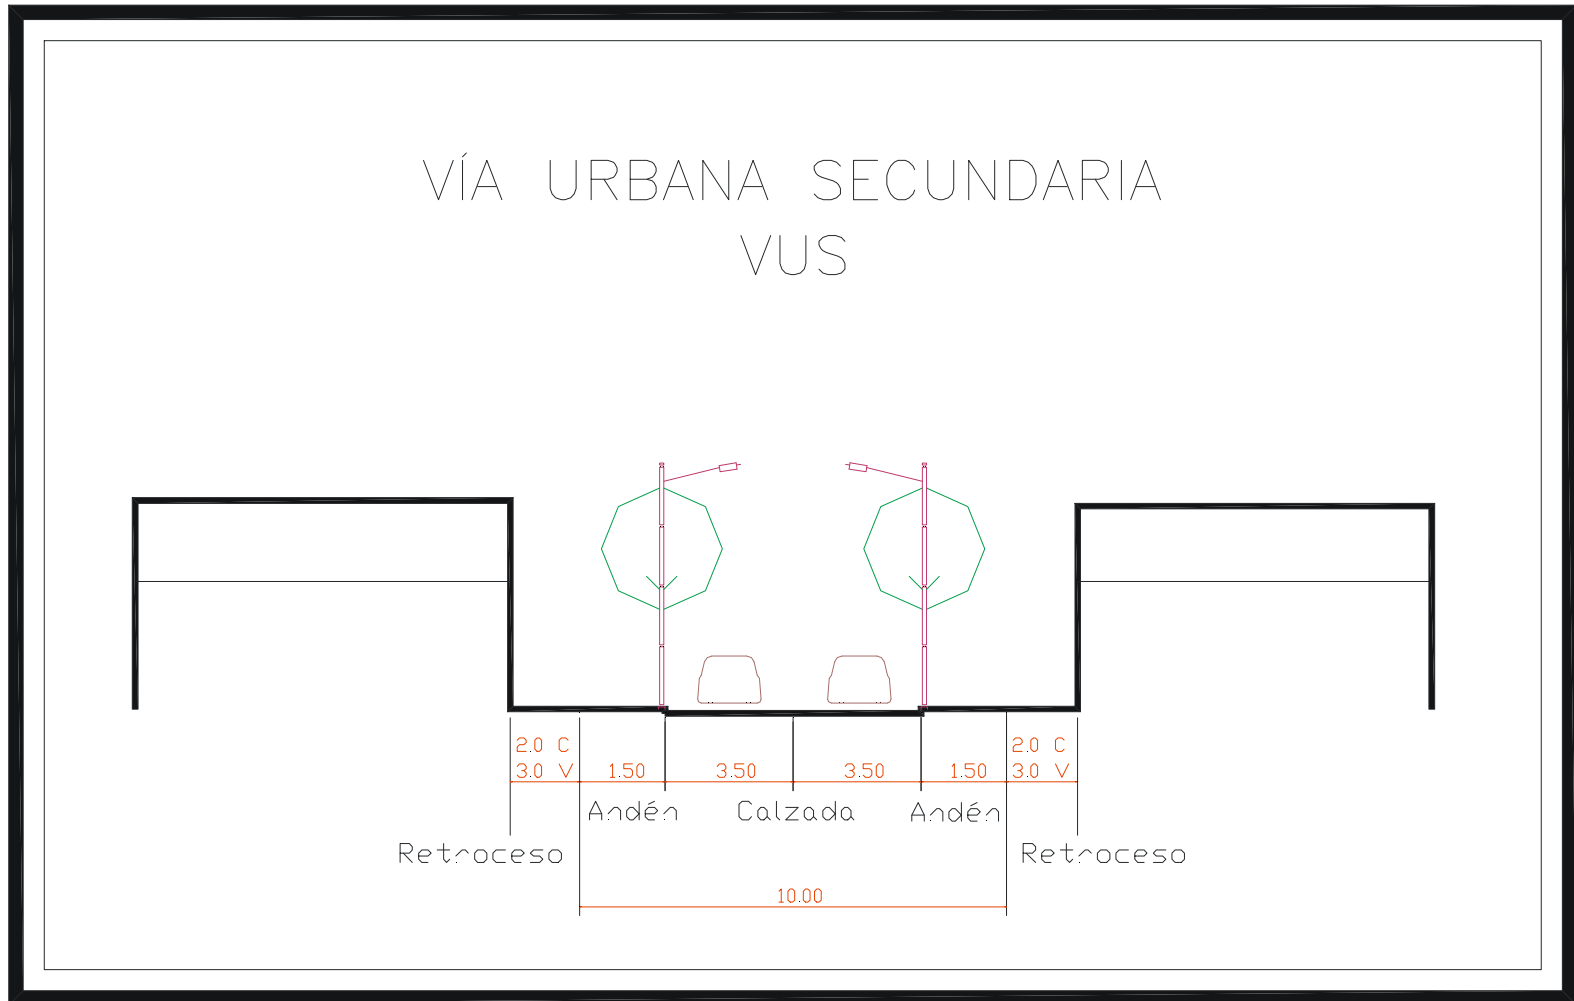 VÍA URBANA SECUNDARIA
VUS
2.0 C 2.0 C
3.0 V 1.50 3.50 3.50 1.50 3.0 V
Andén Calzada Andén
Retroceso Retroceso
10.00